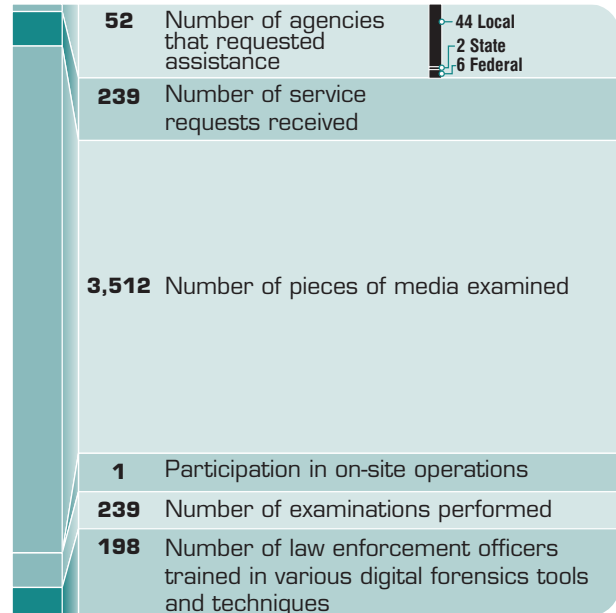 52 Number of agencies
that requested
assistance
44 Local
2 State
6 Federal
239 Number of service
requests received
3,512 Number of pieces of media examined
1 Participation in on-site operations
239 Number of examinations performed
198 Number of law enforcement officers
trained in various digital forensics tools
and techniques